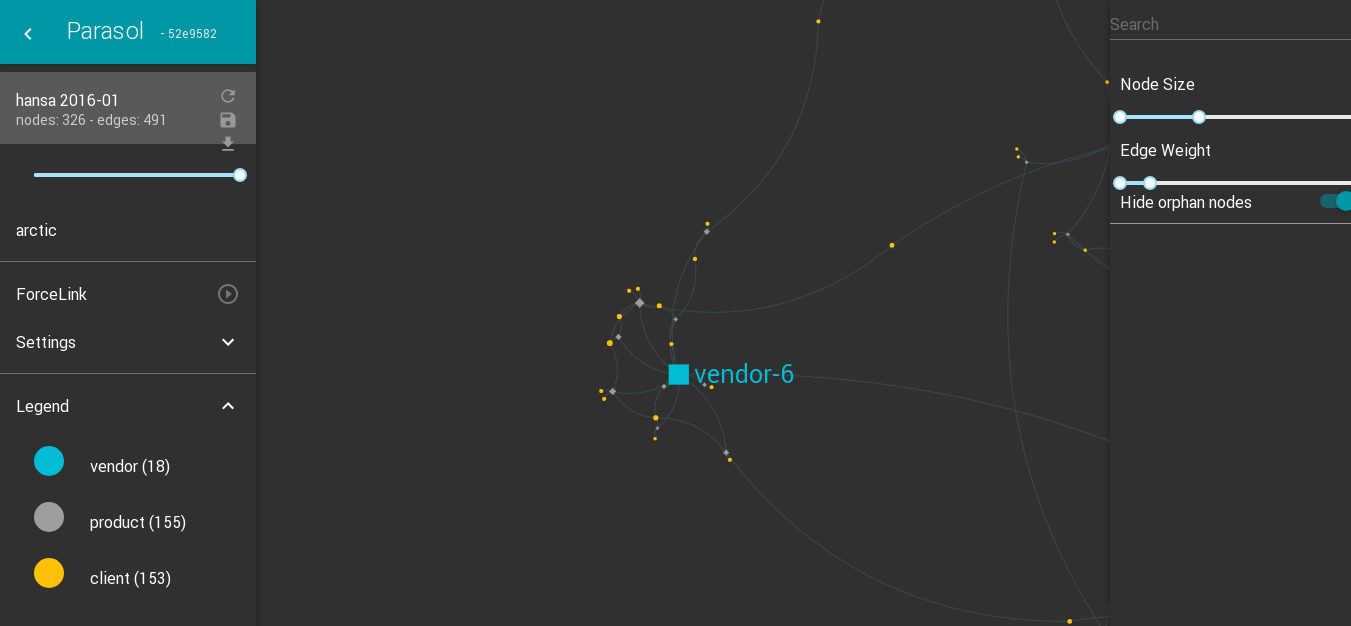 Parasol - 52e9582
hansa 2016-01
nodes: 326 - edges: 491
arctic
ForceLink
Settings
Legend
vendor (18)
product (155)
client (153)
vendor-6
Search
Node Size
Edge Weight
Hide orphan nodes